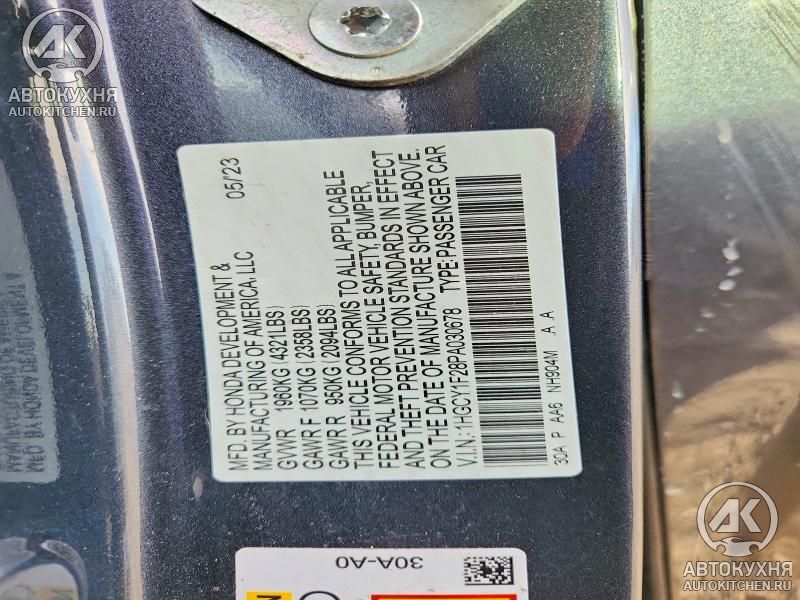 AK
АВТОКУХНЯ
AUTOKITCHEN.RU
MFD. BY HONDA DEVELOPMENT & 05/'23
MANUFACTURING OF AMERICA, LLC
GVWR 1960KG (4321LBS)
GAWR F 1070KG (2358LBS)
GAWR R 950KG (2094LBS)
THIS VEHICLE CONFORMS TO ALL APPLICABLE
FEDERAL MOTOR VEHICLE SAFETY, BUMPER,
AND THEFT PREVENTION STANDARDS IN EFFECT
ON THE DATE OF MANUFACTURE SHOWN ABOVE.
V.I.N.: 1HGCY1F28PA030678 TYPE: PASSENGER CAR
30A P AA6 NH904M A A
30A-A0
AK
АВТОКУХНЯ
AUTOKITCHEN.RU